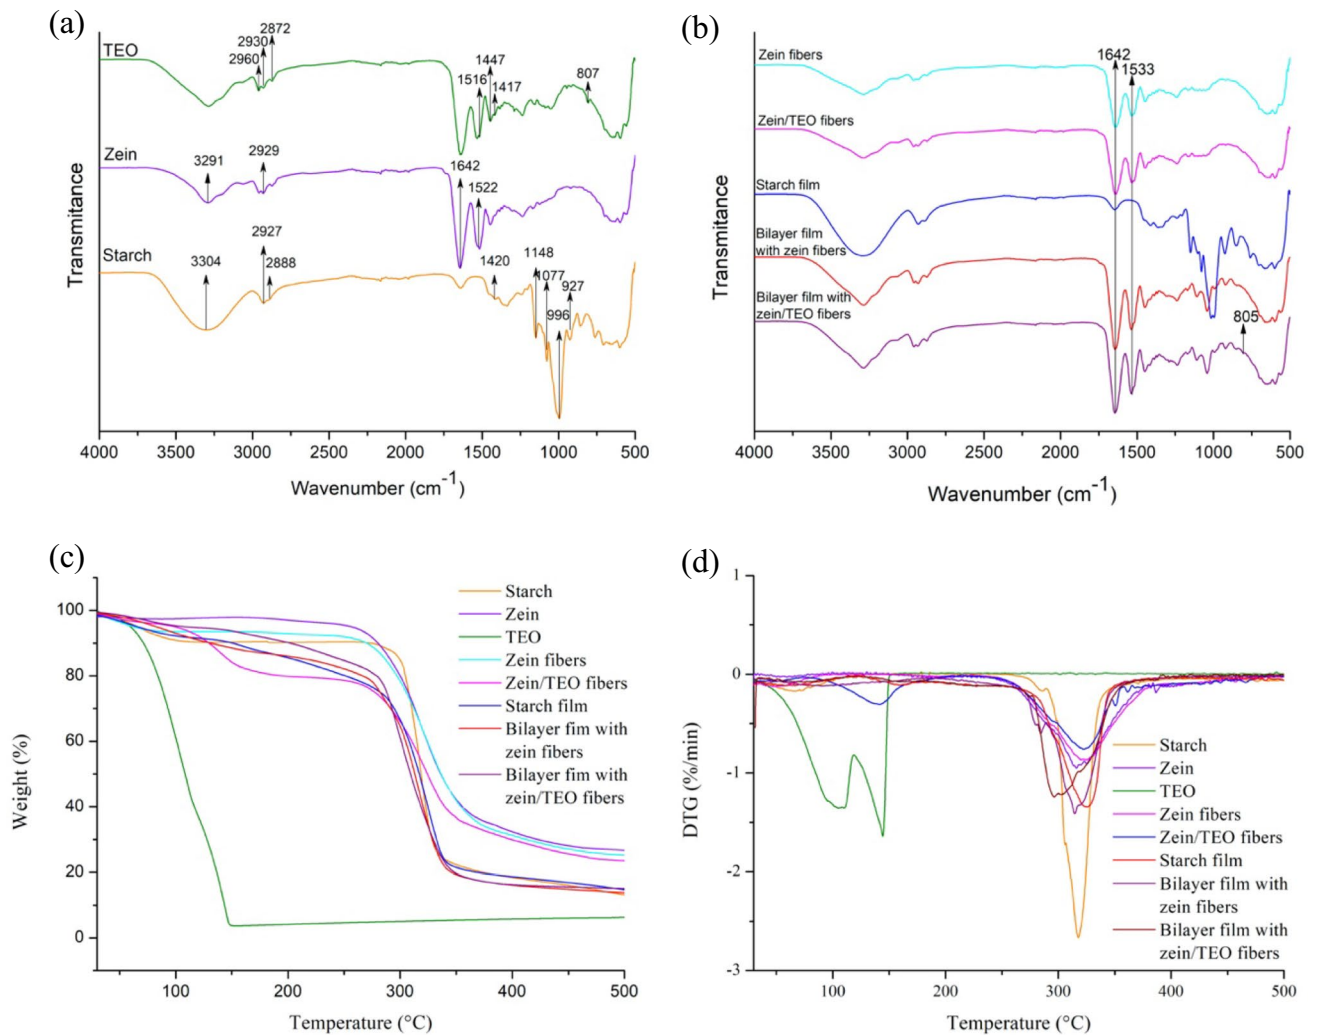 (a)
TEO
2960
2930
2872
1516
1447
1417
807
Zein
3291
2929
1642
1522
Starch
3304
2927
2888
1420
1148
1077
996
927
Transmitance
4000 3500 3000 2500 2000 1500 1000 500
Wavenumber (cm-1)
(b)
Zein fibers
1642
1533
Zein/TEO fibers
Starch film
Bilayer film
with zein fibers
Bilayer film with
zein/TEO fibers
805
Transmitance
4000 3500 3000 2500 2000 1500 1000 500
Wavenumber (cm-1)
(c)
100
80
60
40
20
0
Weight (%)
Starch
Zein
TEO
Zein fibers
Zein/TEO fibers
Starch film
Bilayer fim with
zein fibers
Bilayer fim with
zein/TEO fibers
100 200 300 400 500
Temperature (°C)
(d)
1
0
-1
-2
-3
DTG (%/min)
Starch
Zein
TEO
Zein fibers
Zein/TEO fibers
Starch film
Bilayer film with
zein fibers
Bilayer film with
zein/TEO fibers
100 200 300 400 500
Temperature (°C)